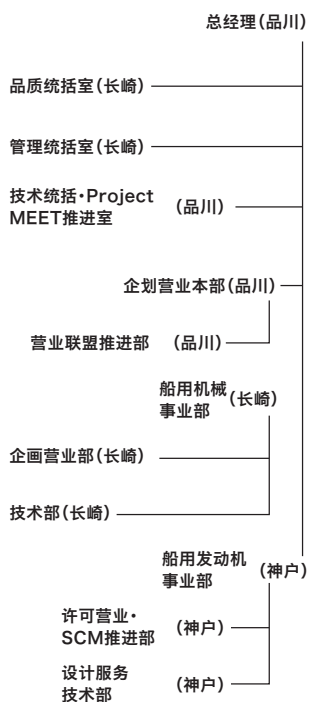 总经理(品川)
品质统括室(长崎)
管理统括室(长崎)
技术统括·Project
MEET推进室
(品川)
企划营业本部(品川)
营业联盟推进部 (品川)
船用机械
事业部
(长崎)
企画营业部(长崎)
技术部(长崎)
船用发动机
事业部
(神户)
许可营业·
SCM推进部
(神户)
设计服务
技术部
(神户)